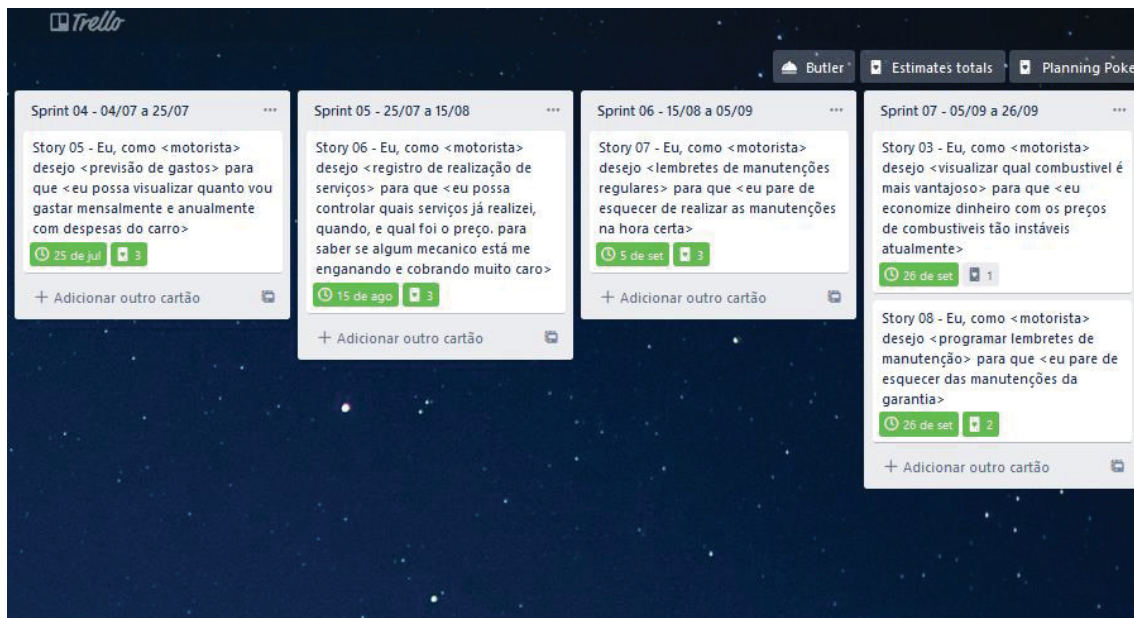 Trello
Butler
Estimates totals
Planning Poke
Sprint 04 - 04/07 a 25/07
Story 05 - Eu, como <motorista>
desejo <previsão de gastos> para
que <eu possa visualizar quanto vou
gastar mensalmente e anualmente
com despesas do carro>
25 de jul
3
+ Adicionar outro cartão
Sprint 05 - 25/07 a 15/08
Story 06 - Eu, como <motorista>
desejo <registro de realização de
serviços> para que <eu possa
controlar quais serviços já realizei,
quando, e qual foi o preço. para
saber se algum mecanico está me
enganando e cobrando muito caro>
15 de ago
3
+ Adicionar outro cartão
Sprint 06 - 15/08 a 05/09
Story 07 - Eu, como <motorista>
desejo <lembretes de manutenções
regulares> para que <eu pare de
esquecer de realizar as manutenções
na hora certa>
5 de set
3
+ Adicionar outro cartão
Sprint 07 - 05/09 a 26/09
Story 03 - Eu, como <motorista>
desejo <visualizar qual combustivel é
mais vantajoso> para que <eu
economize dinheiro com os preços
de combustiveis tão instáveis
atualmente>
26 de set
1
Story 08 - Eu, como <motorista>
desejo <programar lembretes de
manutenção> para que <eu pare de
esquecer das manutenções da
garantia>
26 de set
2
+ Adicionar outro cartão